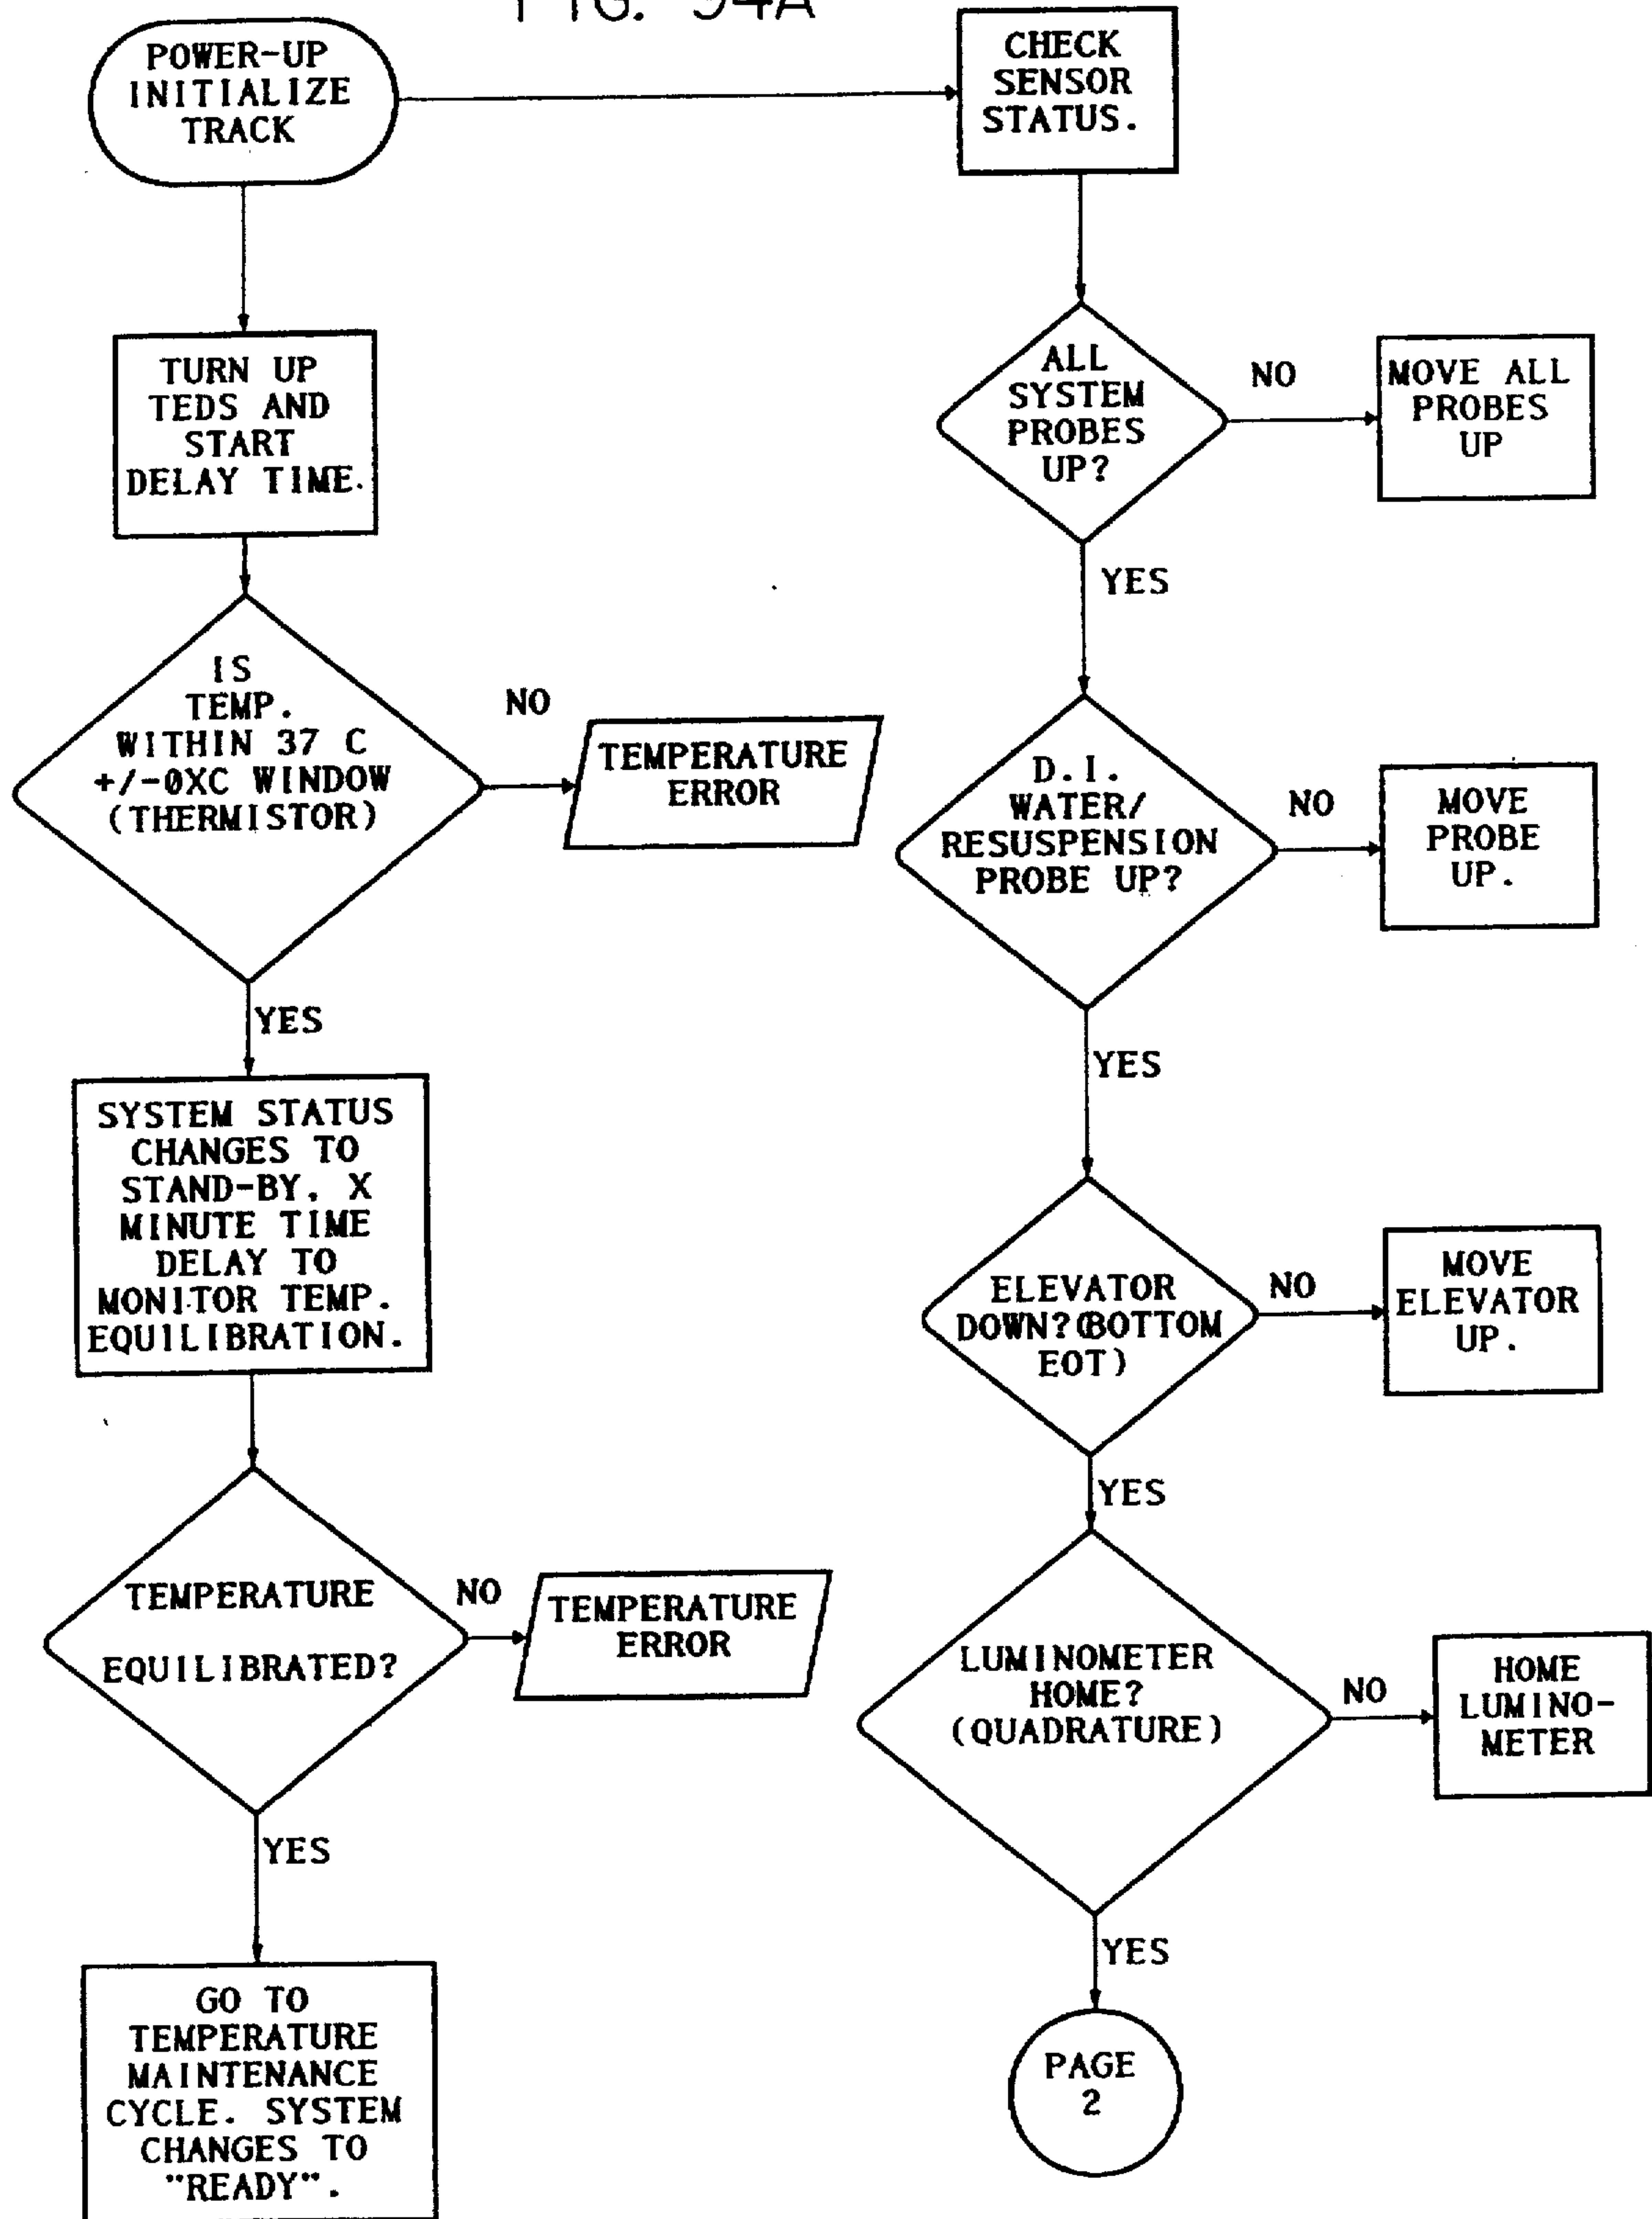 FIG. 94A
POWER-UP
INITIALIZE
TRACK
TURN UP
TEDS AND
START
DELAY TIME.
IS
TEMP.
WITHIN 37 C
+/-0XC WINDOW
(THERMISTOR)
NO
TEMPERATURE
ERROR
YES
SYSTEM STATUS
CHANGES TO
STAND-BY. X
MINUTE TIME
DELAY TO
MONITOR TEMP.
EQUILIBRATION.
TEMPERATURE
EQUILIBRATED?
NO
TEMPERATURE
ERROR
YES
GO TO
TEMPERATURE
MAINTENANCE
CYCLE. SYSTEM
CHANGES TO
"READY".
CHECK
SENSOR
STATUS.
ALL
SYSTEM
PROBES
UP?
NO
MOVE ALL
PROBES
UP
YES
D.I.
WATER/
RESUSPENSION
PROBE UP?
NO
MOVE
PROBE
UP.
YES
ELEVATOR
DOWN?(BOTTOM
EOT)
NO
MOVE
ELEVATOR
UP.
YES
LUMINOMETER
HOME?
(QUADRATURE)
NO
HOME
LUMINO-
METER
YES
PAGE
2